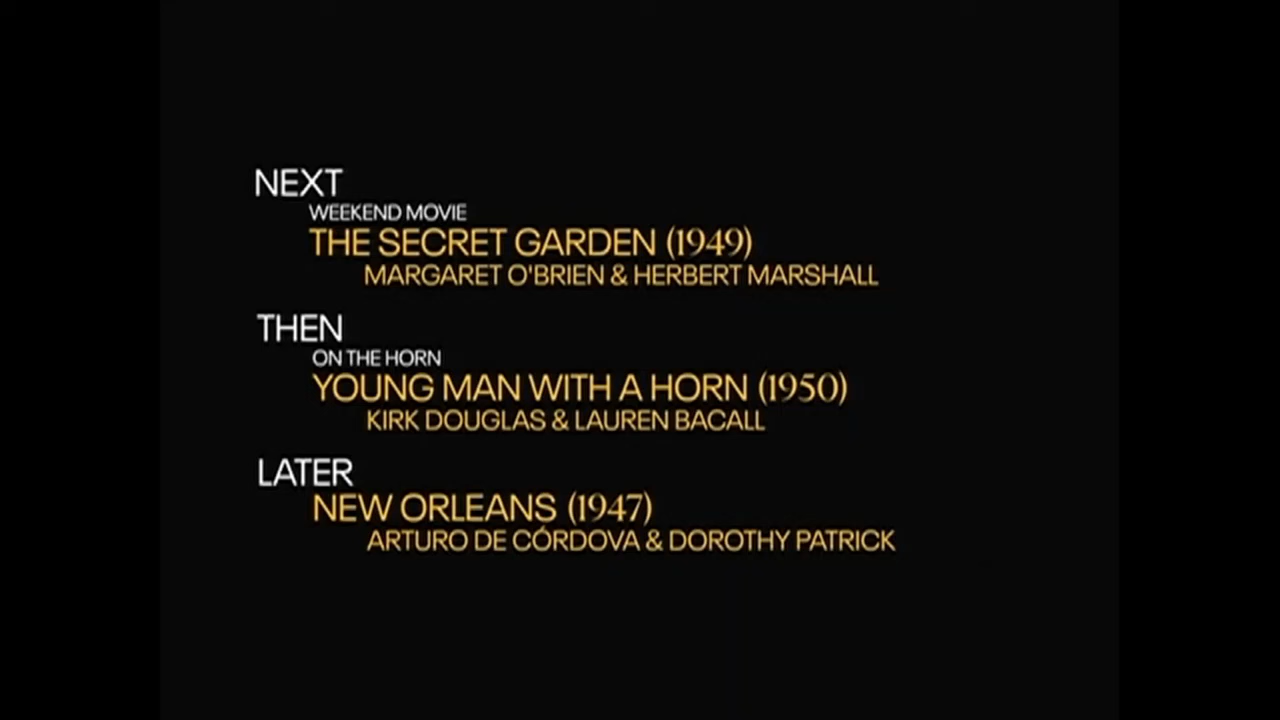 NEXT
WEEKEND MOVIE
THE SECRET GARDEN (1949)
MARGARET O'BRIEN & HERBERT MARSHALL
THEN
ON THE HORN
YOUNG MAN WITH A HORN (1950)
KIRK DOUGLAS & LAUREN BACALL
LATER
NEW ORLEANS (1947)
ARTURO DE CÓRDOVA & DOROTHY PATRICK